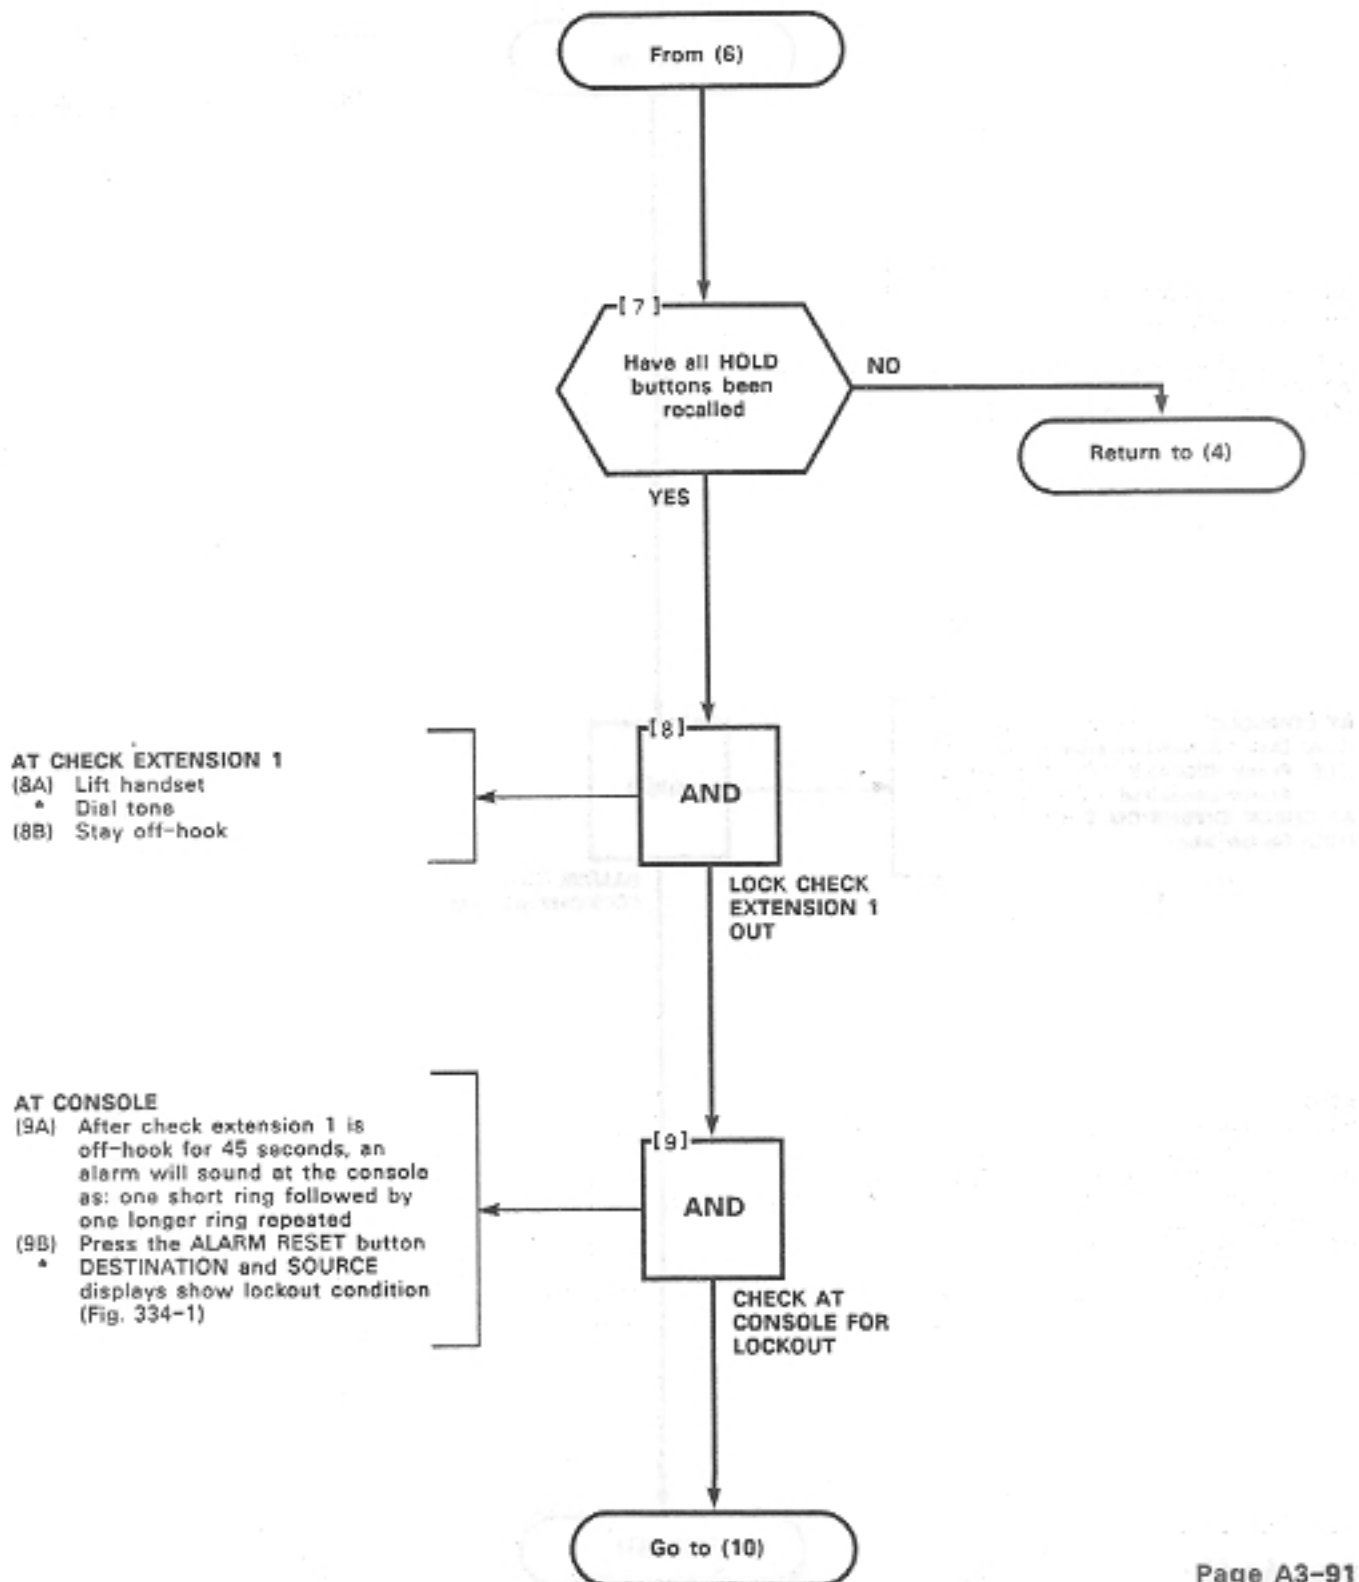 From (6)
[7]
Have all HOLD
buttons been
recalled
NO
Return to (4)
YES
[8]
AND
AT CHECK EXTENSION 1
(8A) Lift handset
* Dial tone
(8B) Stay off-hook
LOCK CHECK
EXTENSION 1
OUT
[9]
AND
AT CONSOLE
(9A) After check extension 1 is
off-hook for 45 seconds, an
alarm will sound at the console
as: one short ring followed by
one longer ring repeated
(9B) Press the ALARM RESET button
* DESTINATION and SOURCE
displays show lockout condition
(Fig. 334-1)
CHECK AT
CONSOLE FOR
LOCKOUT
Go to (10)
Page A3-91